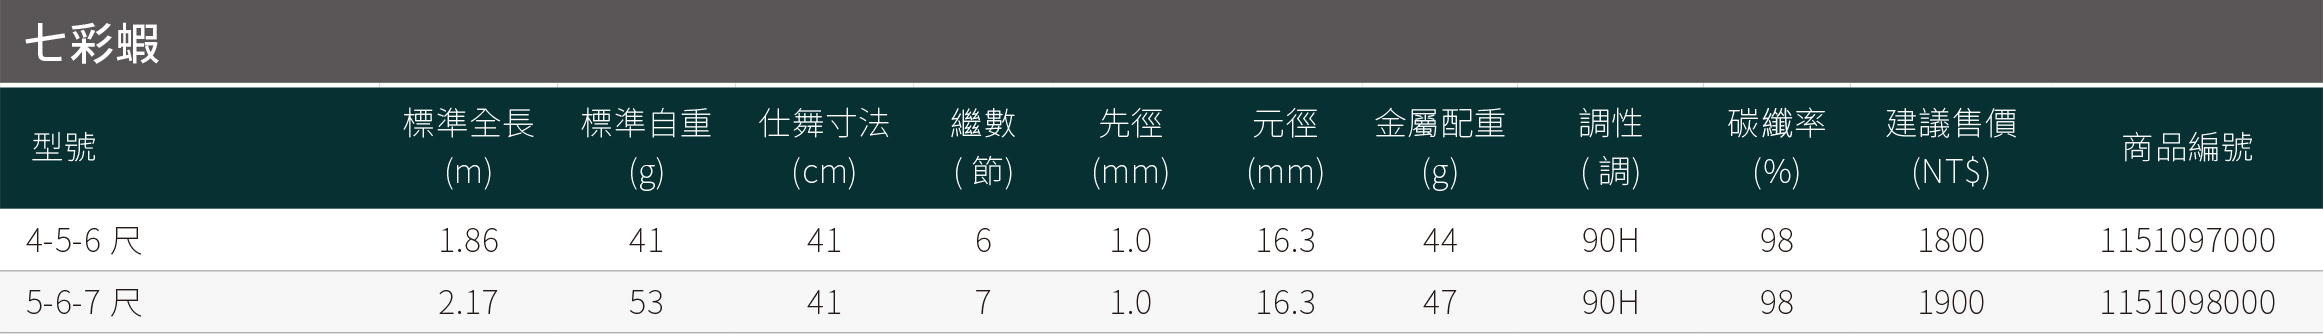 七彩蝦
型號 標準全長 (m) 標準自重 (g) 仕舞寸法 (cm) 繼數 ( 節) 先徑 (mm) 元徑 (mm) 金屬配重 (g) 調性 ( 調) 碳纖率 (%) 建議售價 (NT$) 商品編號
4-5-6 尺 1.86 41 41 6 1.0 16.3 44 90H 98 1800 1151097000
5-6-7 尺 2.17 53 41 7 1.0 16.3 47 90H 98 1900 1151098000